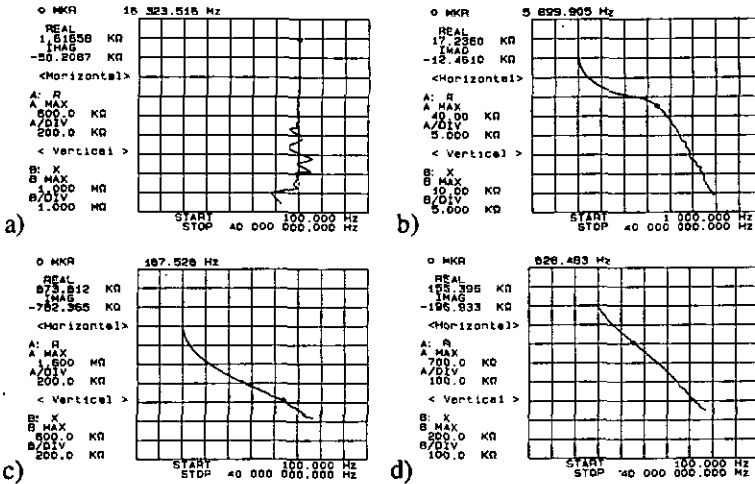 o MKR 15 323.516 Hz
REAL
1.61658 KΩ
IMAG
-50.2087 KΩ
<Horizontal>
A: R
A MAX
600.0 KΩ
A/DIV
200.0 KΩ
< Vertical >
B: X
B MAX
1.000 MΩ
B/DIV
1.000 MΩ
START 100.000 Hz
STOP 40 000 000.000 Hz
a)
o MKR 5 899.905 Hz
REAL
17.2360 KΩ
IMAG
-12.4610 KΩ
<Horizontal>
A: R
A MAX
40.00 KΩ
A/DIV
5.000 KΩ
< Vertical >
B: X
B MAX
10.00 KΩ
B/DIV
5.000 KΩ
START 1 000.000 Hz
STOP 40 000 000.000 Hz
b)
o MKR 167.526 Hz
REAL
873.812 KΩ
IMAG
-762.365 KΩ
<Horizontal>
A: R
A MAX
1.600 MΩ
A/DIV
200.0 KΩ
< Vertical >
B: X
B MAX
600.0 KΩ
B/DIV
200.0 KΩ
START 100.000 Hz
STOP 40 000 000.000 Hz
c)
o MKR 626.483 Hz
REAL
155.396 KΩ
IMAG
-196.933 KΩ
<Horizontal>
A: R
A MAX
700.0 KΩ
A/DIV
100.0 KΩ
< Vertical >
B: X
B MAX
200.0 KΩ
B/DIV
100.0 KΩ
START 100.000 Hz
STOP 40 000 000.000 Hz
d)